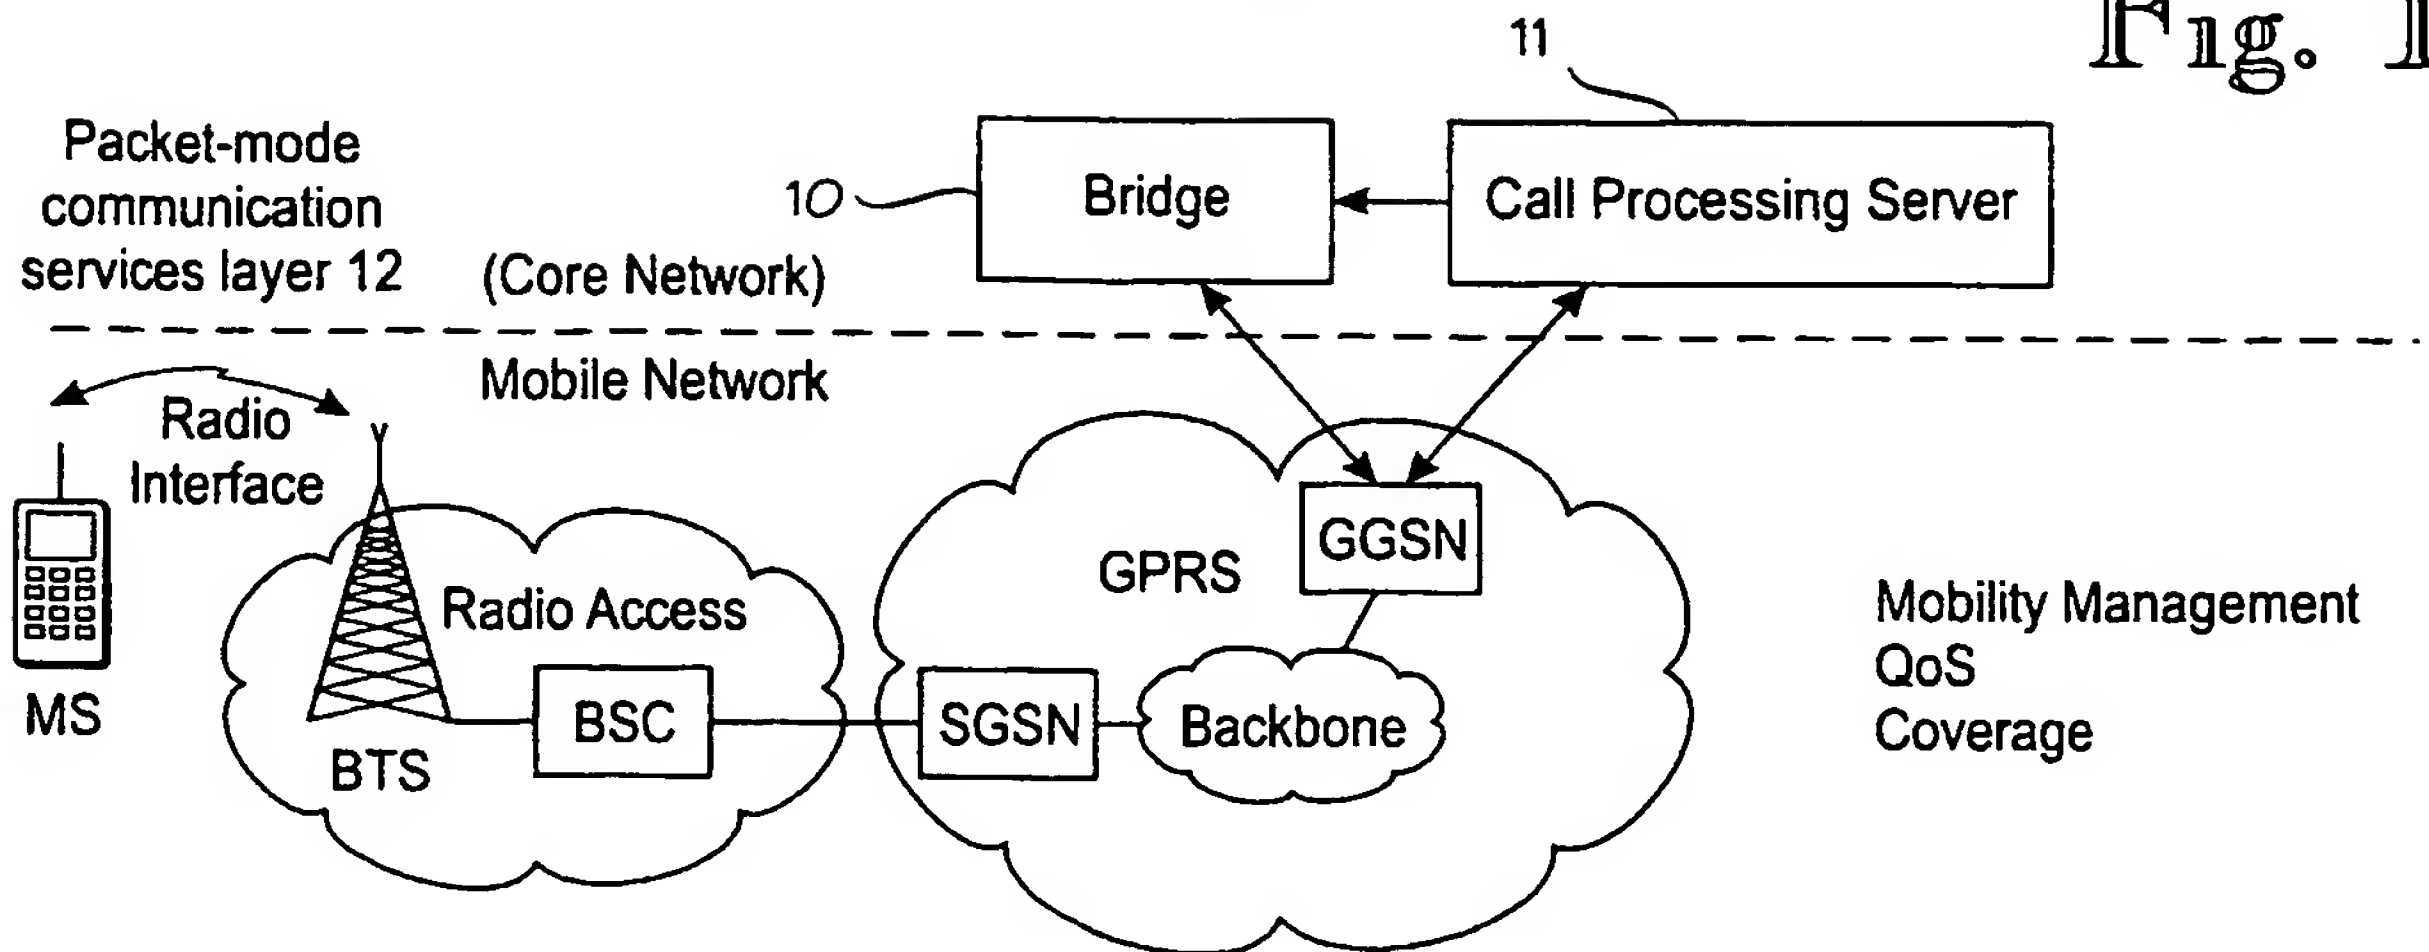 Fig. 1
11
Packet-mode
communication
services layer 12
10
Bridge
Call Processing Server
(Core Network)
Mobile Network
Radio
Interface
MS
BTS
Radio Access
BSC
GPRS
GGSN
SGSN
Backbone
Mobility Management
QoS
Coverage